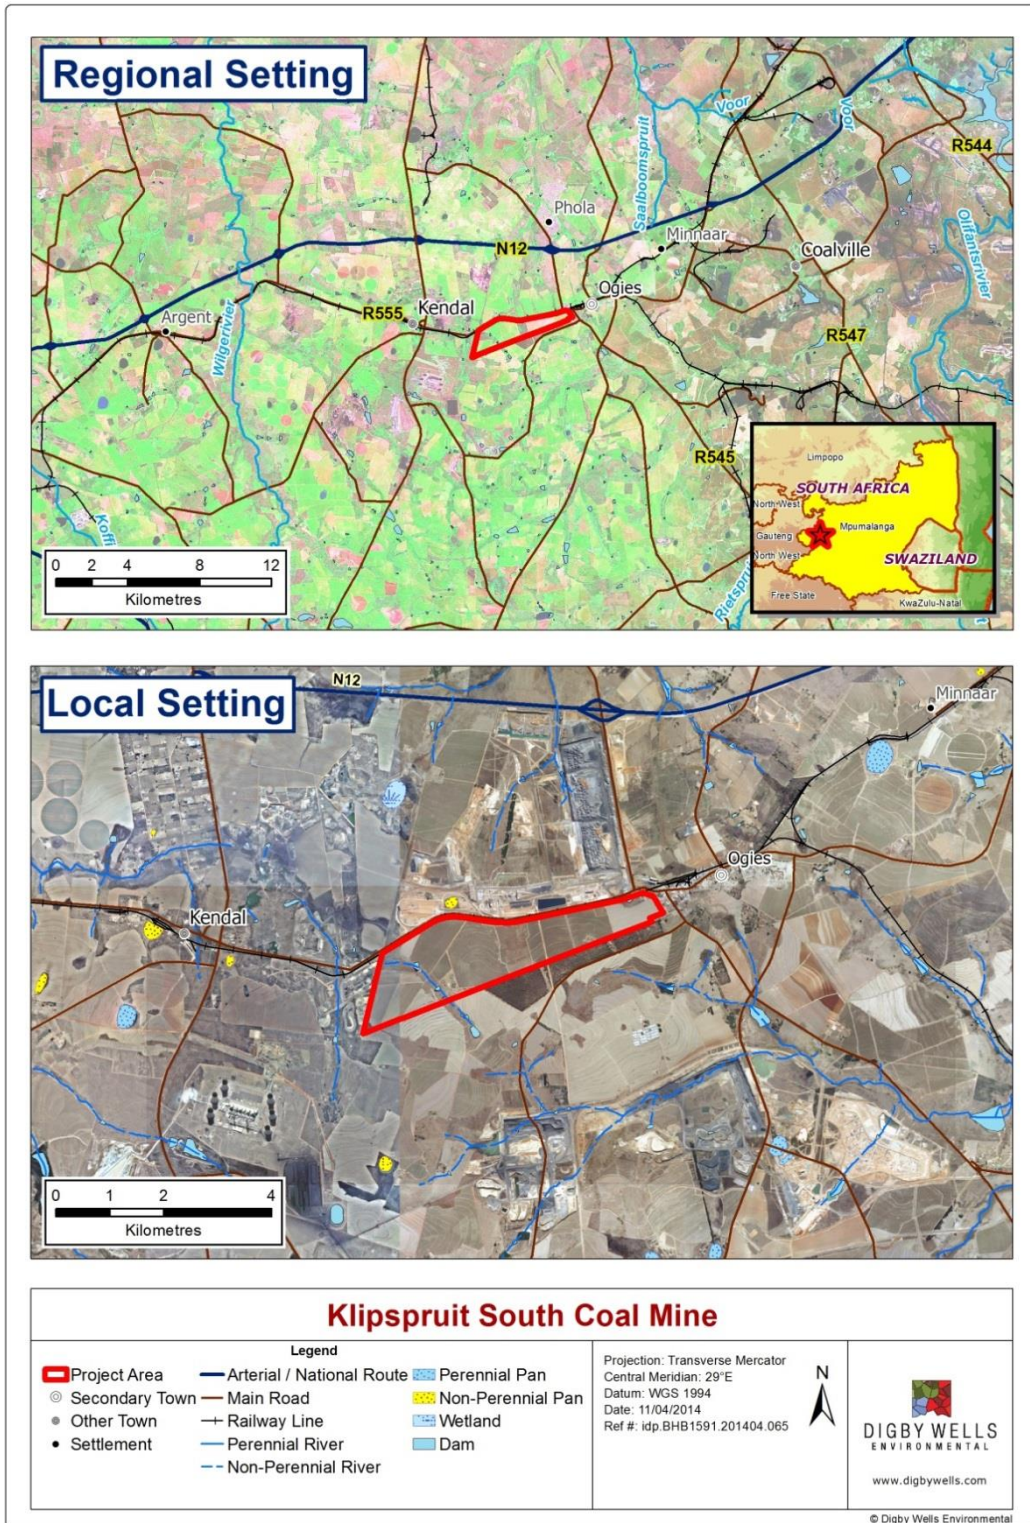 Regional Setting
Voor
Voor
R544
Saalboomspruit
Phola
Minnaar
N12
Coalville
Olifantsrivier
Ogies
Wilgerivier
Argent
R555
Kendal
R547
R545
Limpopo
SOUTH AFRICA
North-West
Mpumalanga
Gauteng
North West
SWAZILAND
Free State
KwaZulu-Natal
Koffi
Rietsprui
0 2 4 8 12
Kilometres
Local Setting
N12
Minnaar
Ogies
Kendal
0 1 2 4
Kilometres
Klipspruit South Coal Mine
Legend
Project Area
Secondary Town
Other Town
Settlement
Arterial / National Route
Main Road
Railway Line
Perennial River
Non-Perennial River
Perennial Pan
Non-Perennial Pan
Wetland
Dam
Projection: Transverse Mercator
Central Meridian: 29°E
Datum: WGS 1994
Date: 11/04/2014
Ref #: idp.BHB1591.201404.065
N
DIGBY WELLS
ENVIRONMENTAL
www.digbywells.com
© Digby Wells Environmental